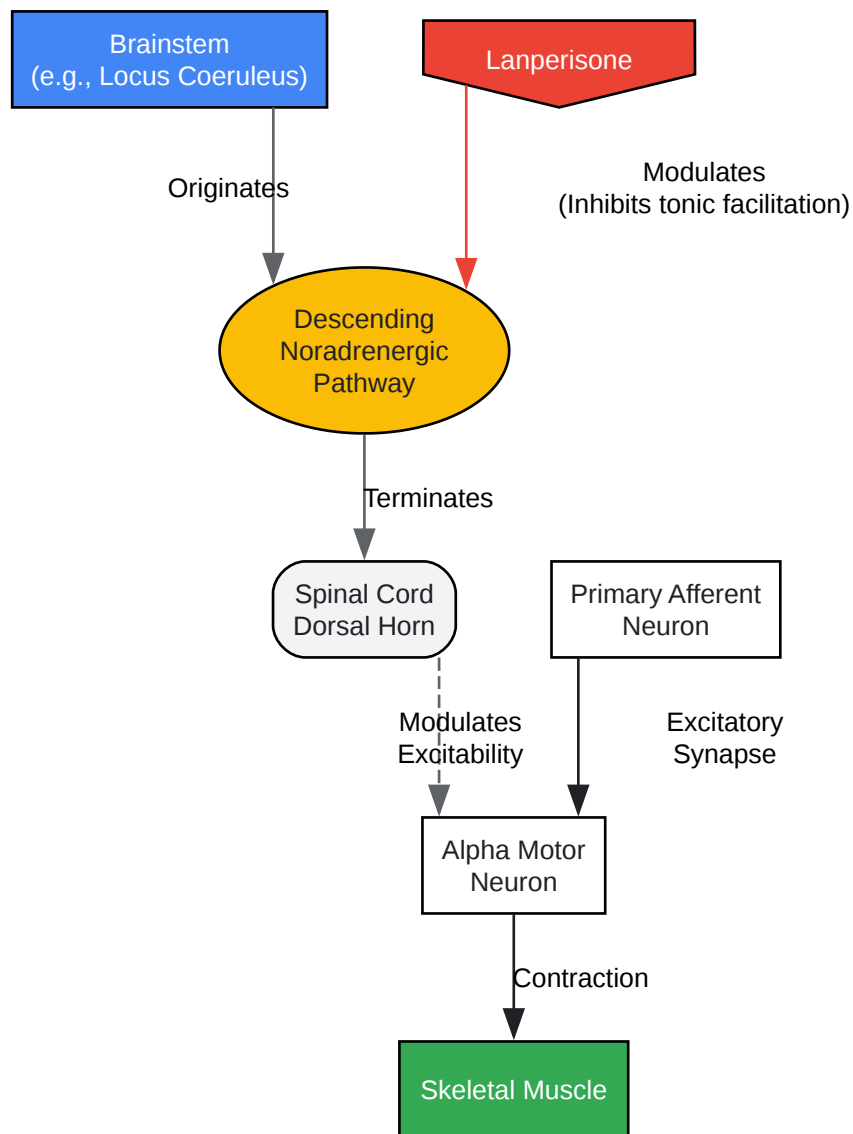 Brainstem
(e.g., Locus Coeruleus)
Lanperisone
Originates
Modulates
(Inhibits tonic facilitation)
Descending
Noradrenergic
Pathway
Terminates
Spinal Cord
Dorsal Horn
Primary Afferent
Neuron
Modulates
Excitability
Excitatory
Synapse
Alpha Motor
Neuron
Contraction
Skeletal Muscle